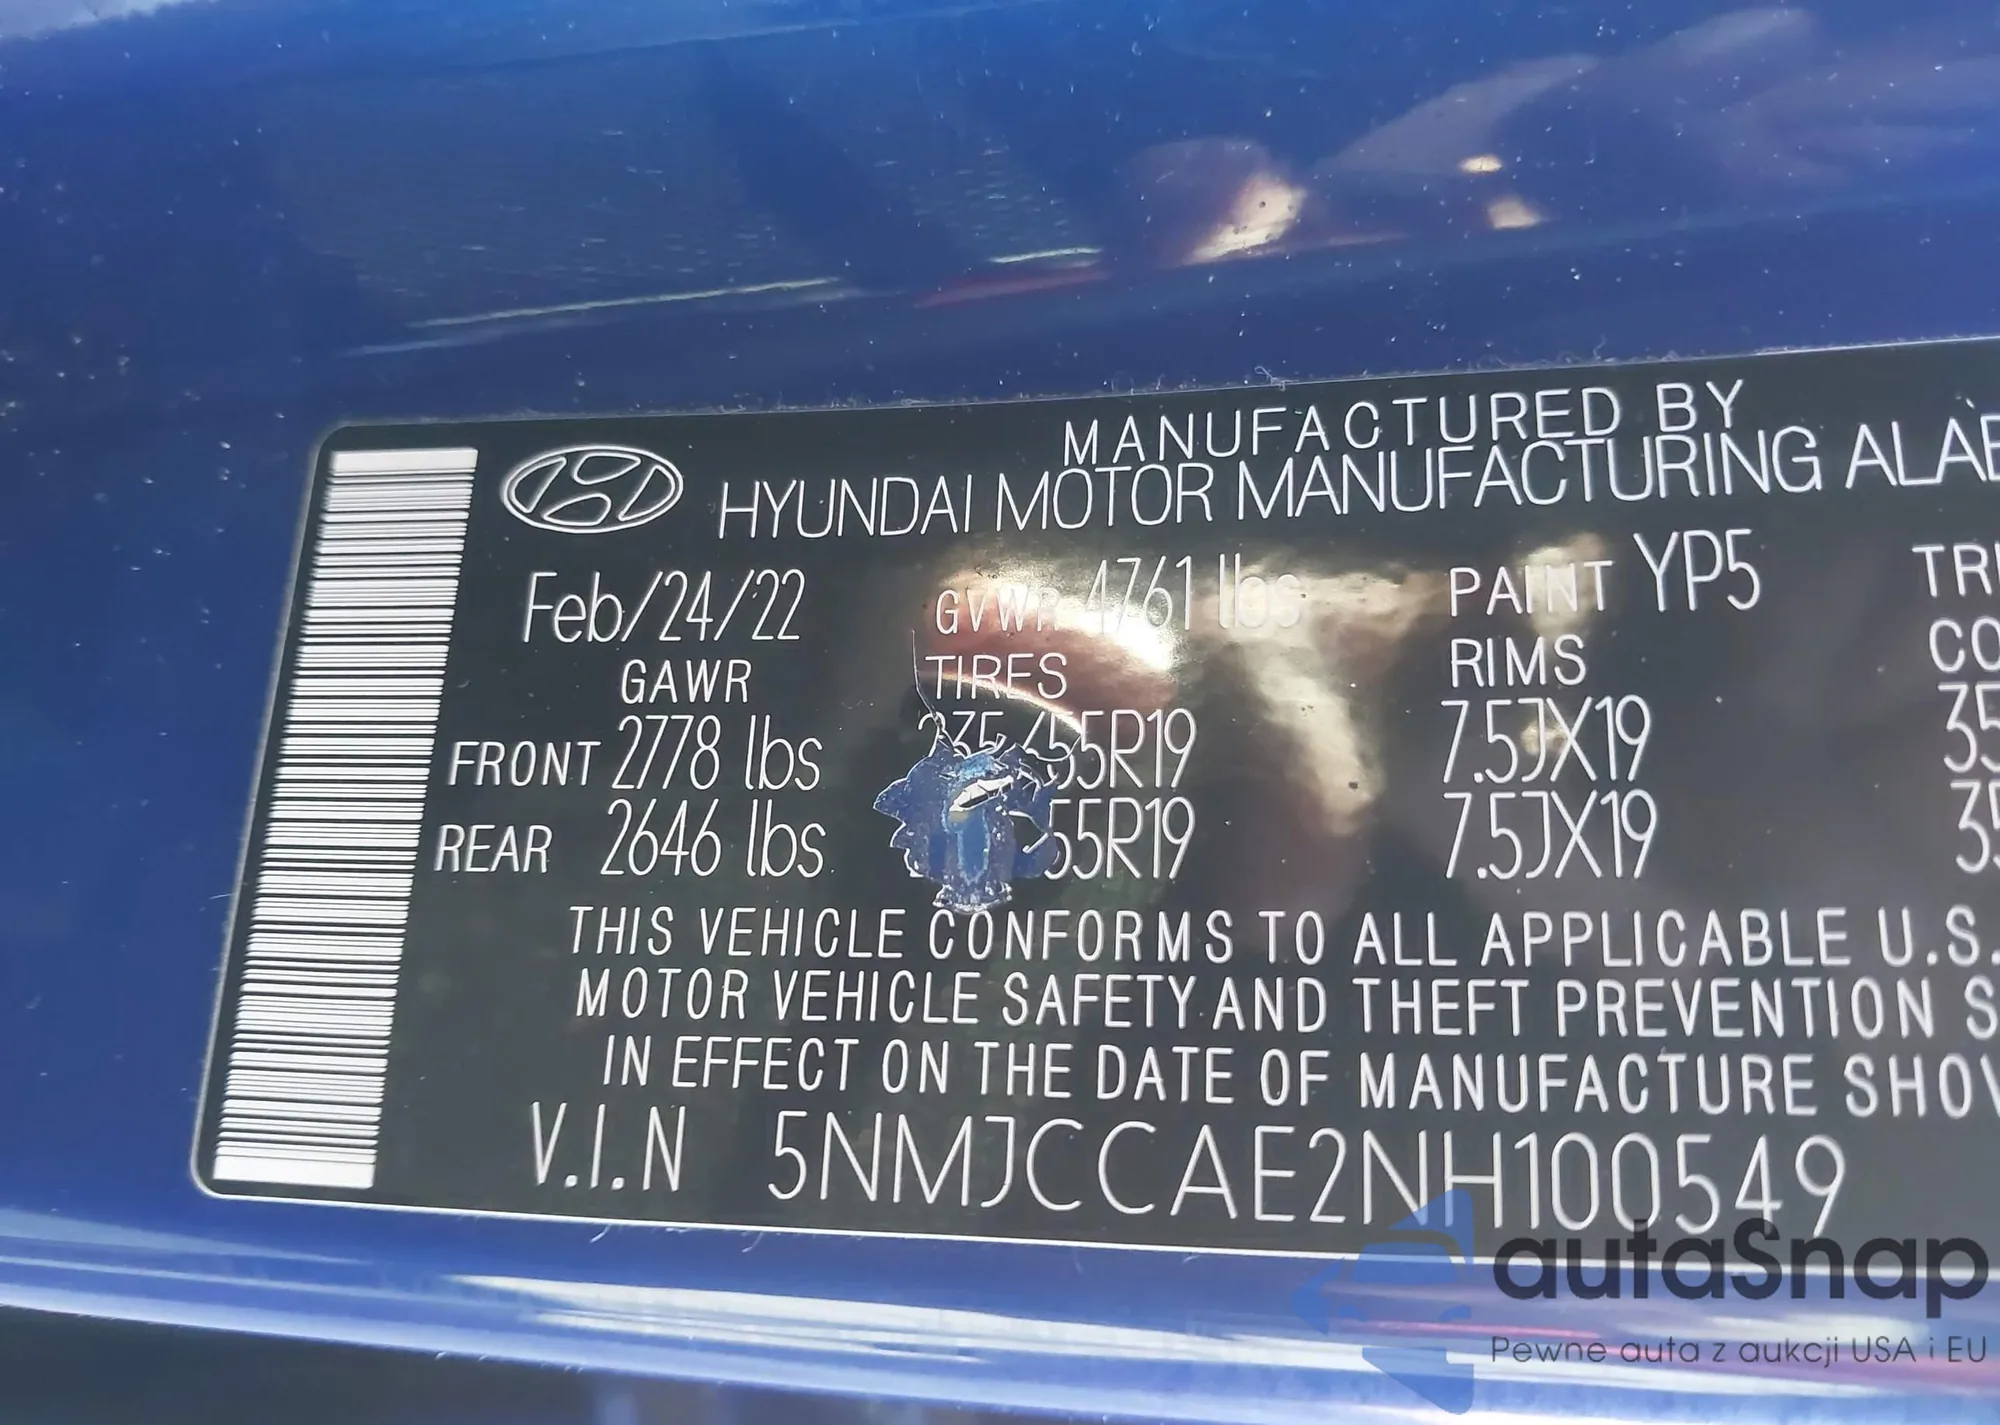 MANUFACTURED BY
HYUNDAI MOTOR MANUFACTURING
Feb/24/22 GVWR 4761 lbs PAINT YP5
GAWR TIRES RIMS
FRONT 2778 lbs 235/55R19 7.5JX19
REAR 2646 lbs 55R19 7.5JX19
THIS VEHICLE CONFORMS TO ALL APPLICABLE U.S.
MOTOR VEHICLE SAFETY AND THEFT PREVENTION
IN EFFECT ON THE DATE OF MANUFACTURE
V.I.N 5NMJCCAE2NH100549
autaSnap
Pewne auta z aukcji USA i EU